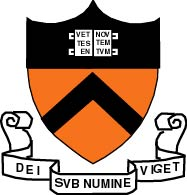 VET NOV
TES TEM
EN TVM
DEI SVB NUMINE VIGET